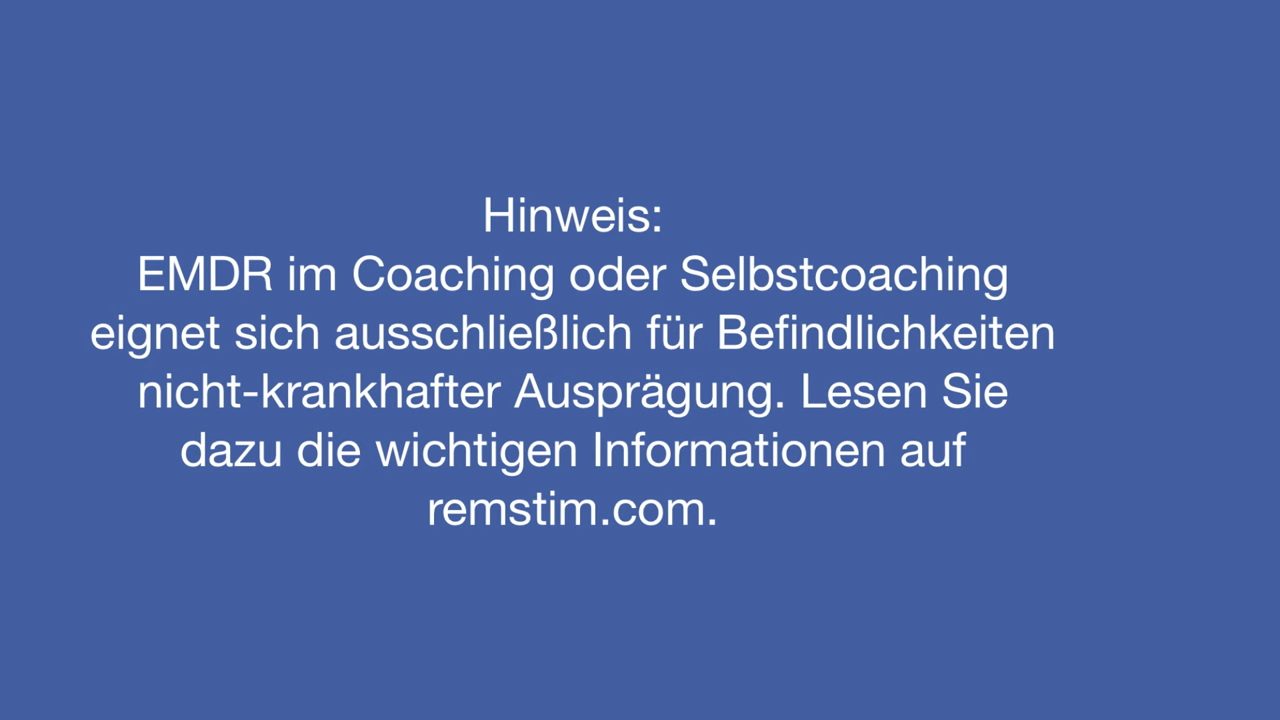 Hinweis:
EMDR im Coaching oder Selbstcoaching
eignet sich ausschließlich für Befindlichkeiten
nicht-krankhafter Ausprägung. Lesen Sie
dazu die wichtigen Informationen auf
remstim.com.